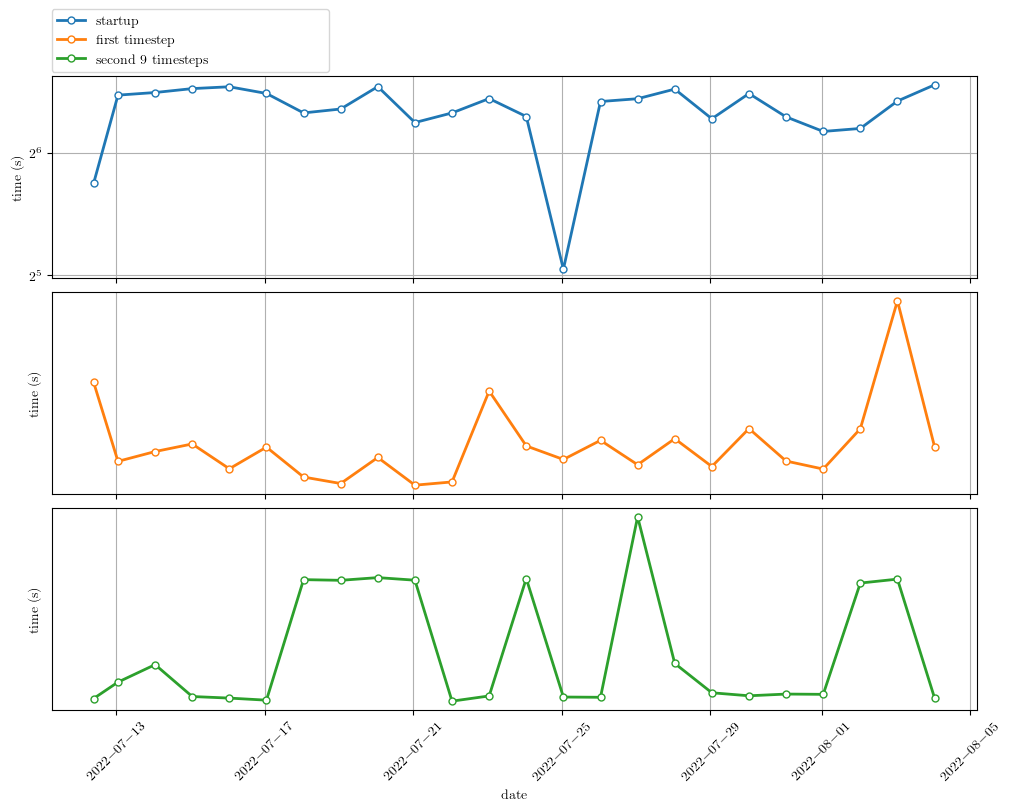 startup
first timestep
second 9 timesteps
time (s)
2^6
2^5
time (s)
time (s)
2022−07−13
2022−07−17
2022−07−21
2022−07−25
2022−07−29
2022−08−01
2022−08−05
date